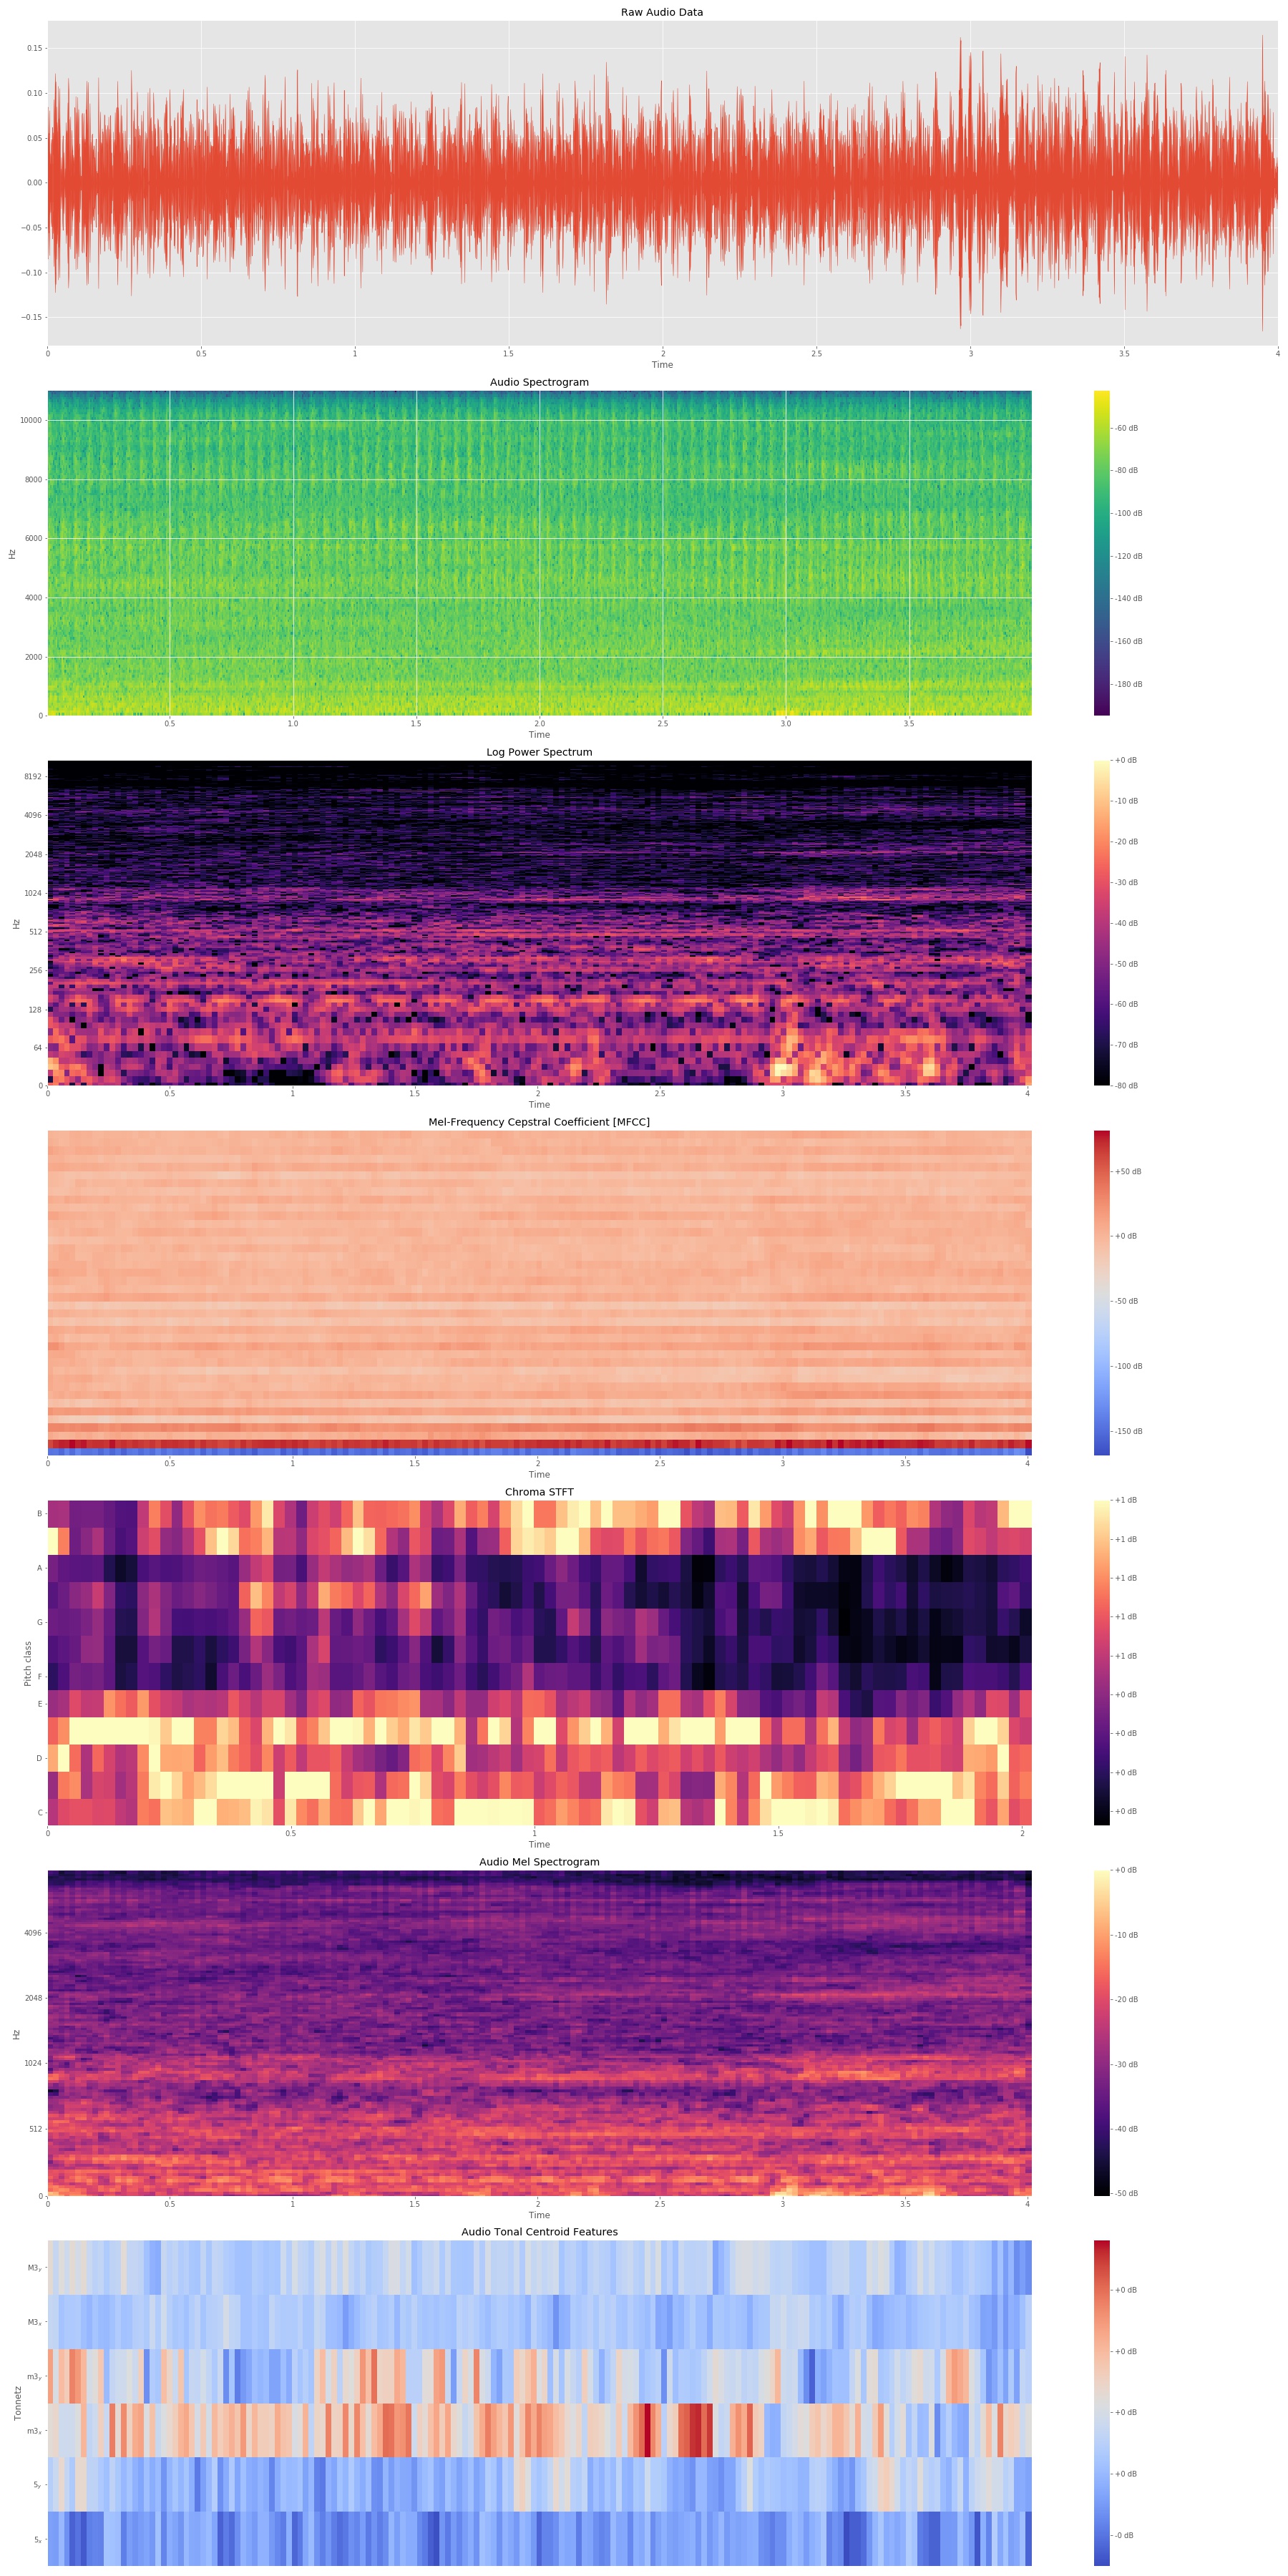 Raw Audio Data
0.15
0.10
0.05
0.00
−0.05
−0.10
−0.15
0 0.5 1 1.5 2 2.5 3 3.5 4
Time
Audio Spectrogram
10000
8000
6000
4000
2000
0
Hz
0.5 1.0 1.5 2.0 2.5 3.0 3.5
Time
-60 dB
-80 dB
-100 dB
-120 dB
-140 dB
-160 dB
-180 dB
Log Power Spectrum
8192
4096
2048
1024
512
256
128
64
0
Hz
0 0.5 1 1.5 2 2.5 3 3.5 4
Time
+0 dB
-10 dB
-20 dB
-30 dB
-40 dB
-50 dB
-60 dB
-70 dB
-80 dB
Mel-Frequency Cepstral Coefficient [MFCC]
0 0.5 1 1.5 2 2.5 3 3.5 4
Time
+50 dB
+0 dB
-50 dB
-100 dB
-150 dB
Chroma STFT
B
A
G
F
E
D
C
Pitch class
0 0.5 1 1.5 2
Time
+1 dB
+1 dB
+1 dB
+1 dB
+1 dB
+0 dB
+0 dB
+0 dB
+0 dB
Audio Mel Spectrogram
4096
2048
1024
512
0
Hz
0 0.5 1 1.5 2 2.5 3 3.5 4
Time
+0 dB
-10 dB
-20 dB
-30 dB
-40 dB
-50 dB
Audio Tonal Centroid Features
M3y
M3x
m3y
m3x
5y
5x
Tonnetz
+0 dB
+0 dB
+0 dB
+0 dB
-0 dB